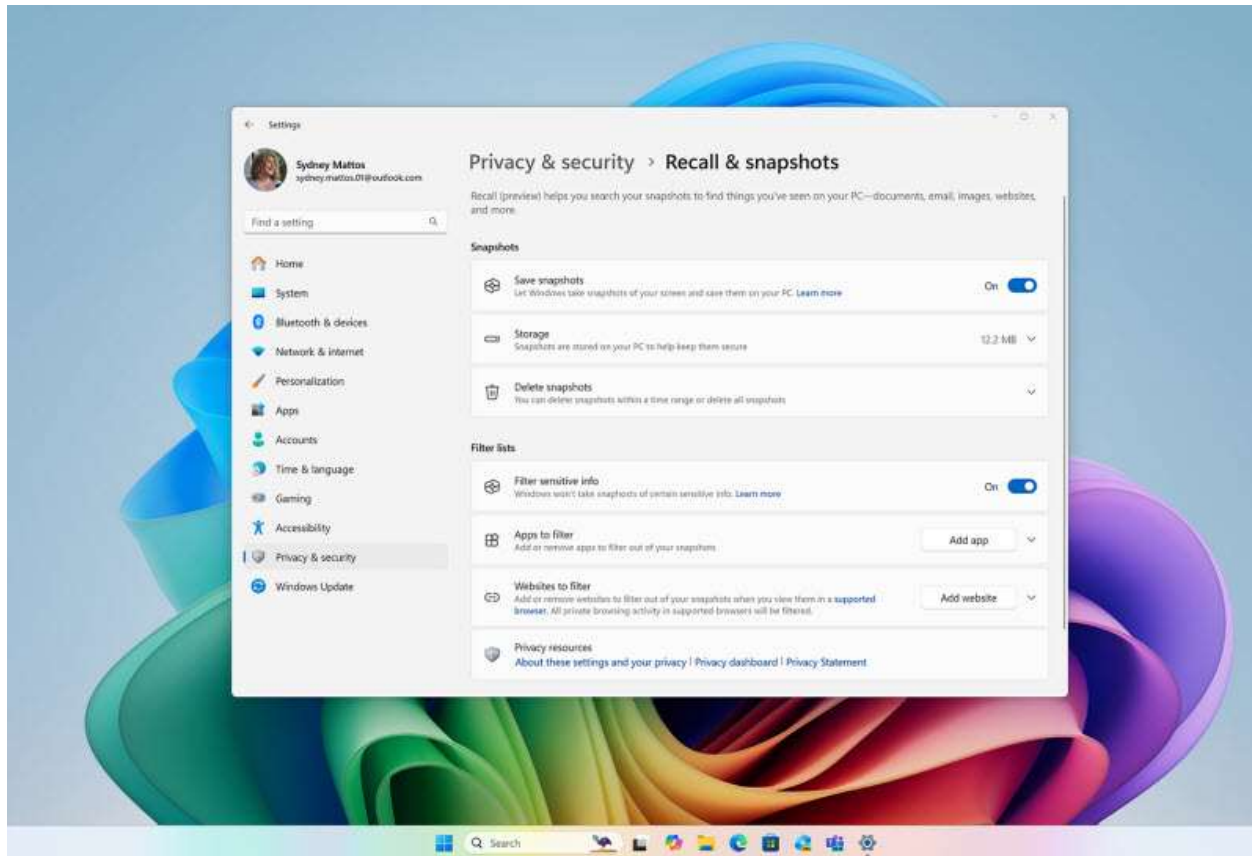 Settings
Sydney Mattos
sydney.mattos.01@outlook.com
Find a setting
Home
System
Bluetooth & devices
Network & internet
Personalization
Apps
Accounts
Time & language
Gaming
Accessibility
Privacy & security
Windows Update
Privacy & security > Recall & snapshots
Recall (preview) helps you search your snapshots to find things you've seen on your PC—documents, email, images, websites,
and more.
Snapshots
Save snapshots
Let Windows take snapshots of your screen and save them on your PC. Learn more
On
Storage
Snapshots are stored on your PC to help keep them secure
12.2 MB
Delete snapshots
You can delete snapshots within a time range or delete all snapshots
Filter lists
Filter sensitive info
Windows won't take snapshots of certain sensitive info. Learn more
On
Apps to filter
Add or remove apps to filter out of your snapshots
Add app
Websites to filter
Add or remove websites to filter out of your snapshots when you view them in a supported
browser. All private browsing activity in supported browsers will be filtered.
Add website
Privacy resources
About these settings and your privacy | Privacy dashboard | Privacy Statement
Search